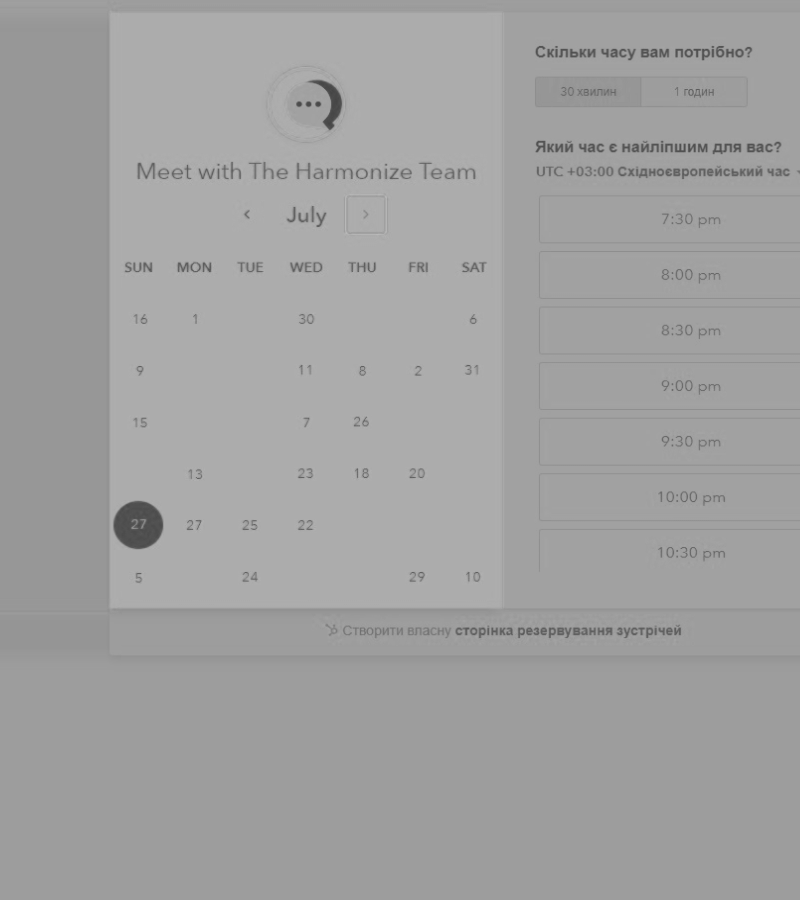 Meet with The Harmonize Team
July
SUN MON TUE WED THU FRI SAT
16 1 30 6
9 11 8 2 31
15 7 26
13 23 18 20
27 27 25 22
5 24 29 10
Скільки часу вам потрібно?
30 хвилин 1 годин
Який час є найліпшим для вас?
UTC +03:00 Східноєвропейський час
7:30 pm
8:00 pm
8:30 pm
9:00 pm
9:30 pm
10:00 pm
10:30 pm
Створити власну сторінка резервування зустрічей